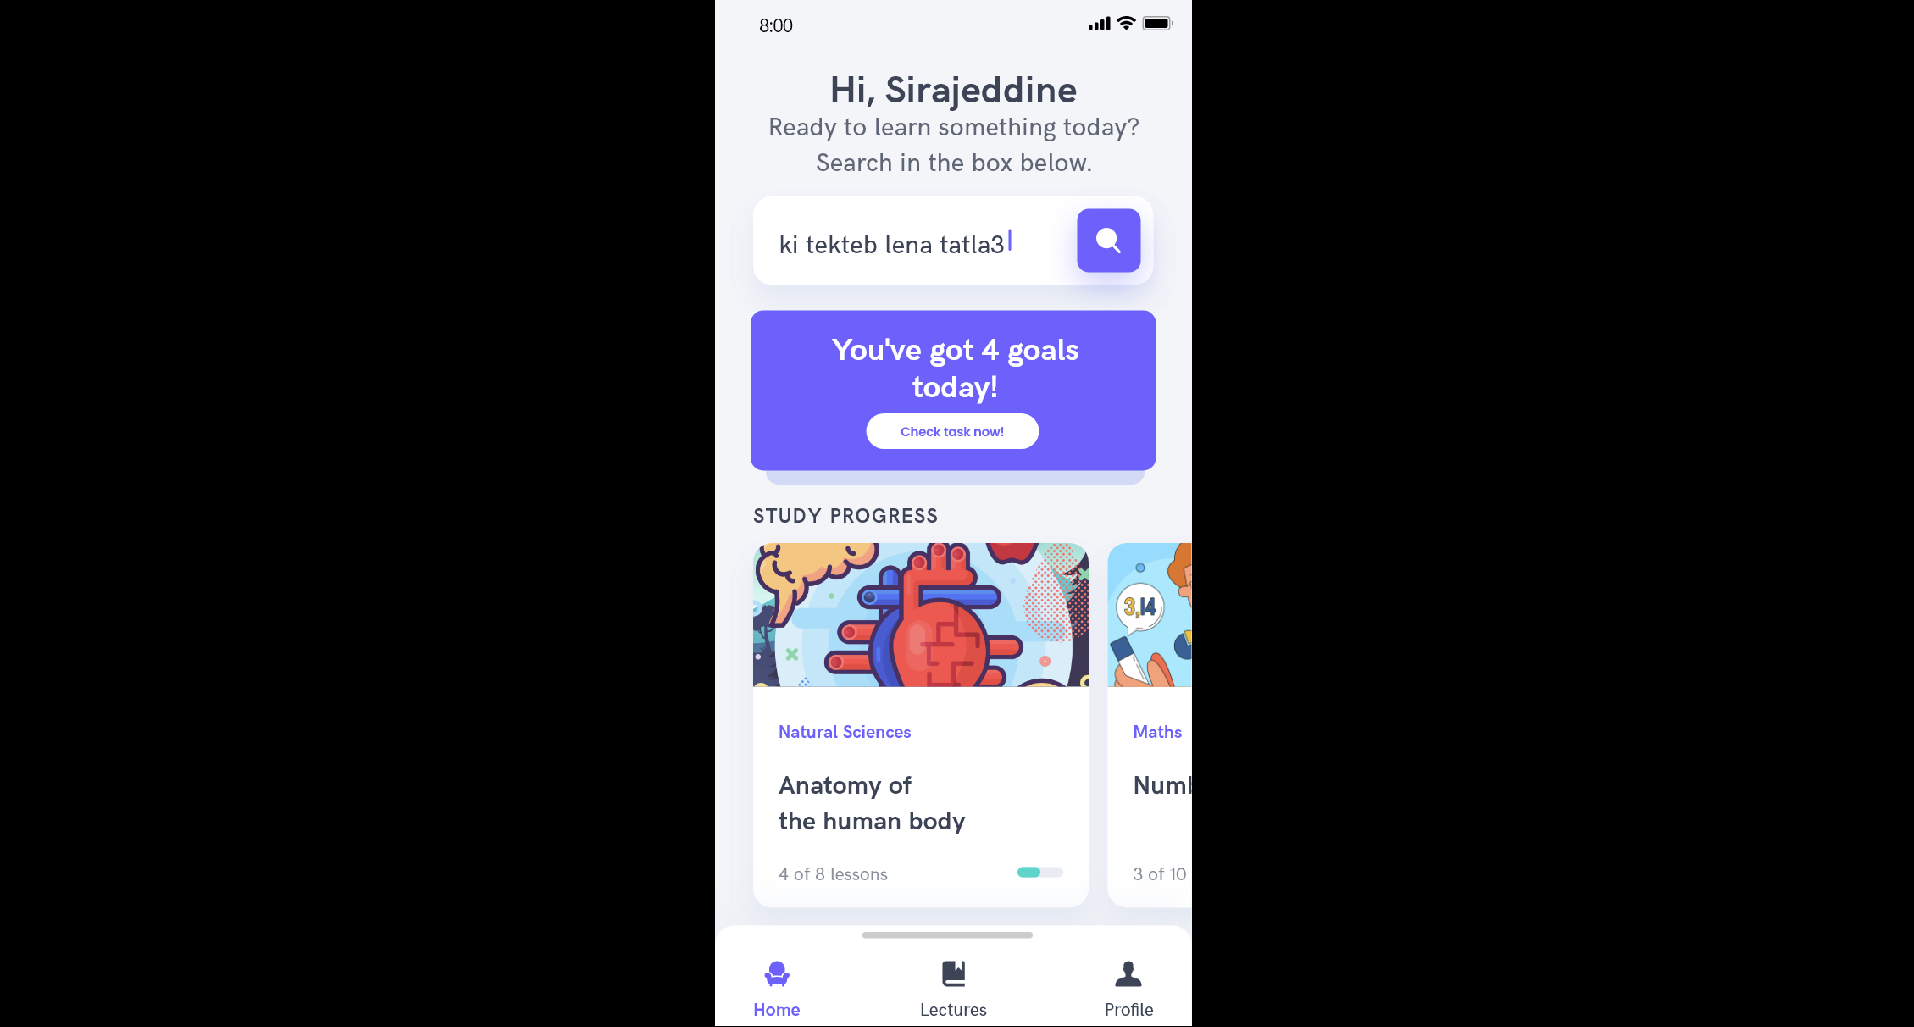 8:00
Hi, Sirajeddine
Ready to learn something today?
Search in the box below.
ki tekteb lena tatla3
You've got 4 goals
today!
Check task now!
STUDY PROGRESS
3,14
Natural Sciences
Anatomy of
the human body
4 of 8 lessons
Maths
3 of 10
Home
Lectures
Profile